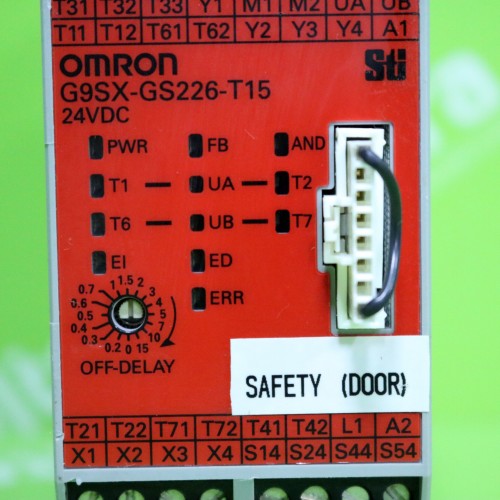 T31 T32 T33 Y1 M1 M2 UA UB
T11 T12 T61 T62 Y2 Y3 Y4 A1
OMRON Sti
G9SX-GS226-T15
24VDC
PWR FB AND
T1 UA T2
T6 UB T7
EI ED
ERR
0.7 1 1.5 2
0.6 3
0.5 4
0.4 5
0.3 7
0.2 0 15 10
OFF-DELAY
SAFETY (DOOR)
T21 T22 T71 T72 T41 T42 L1 A2
X1 X2 X3 X4 S14 S24 S44 S54